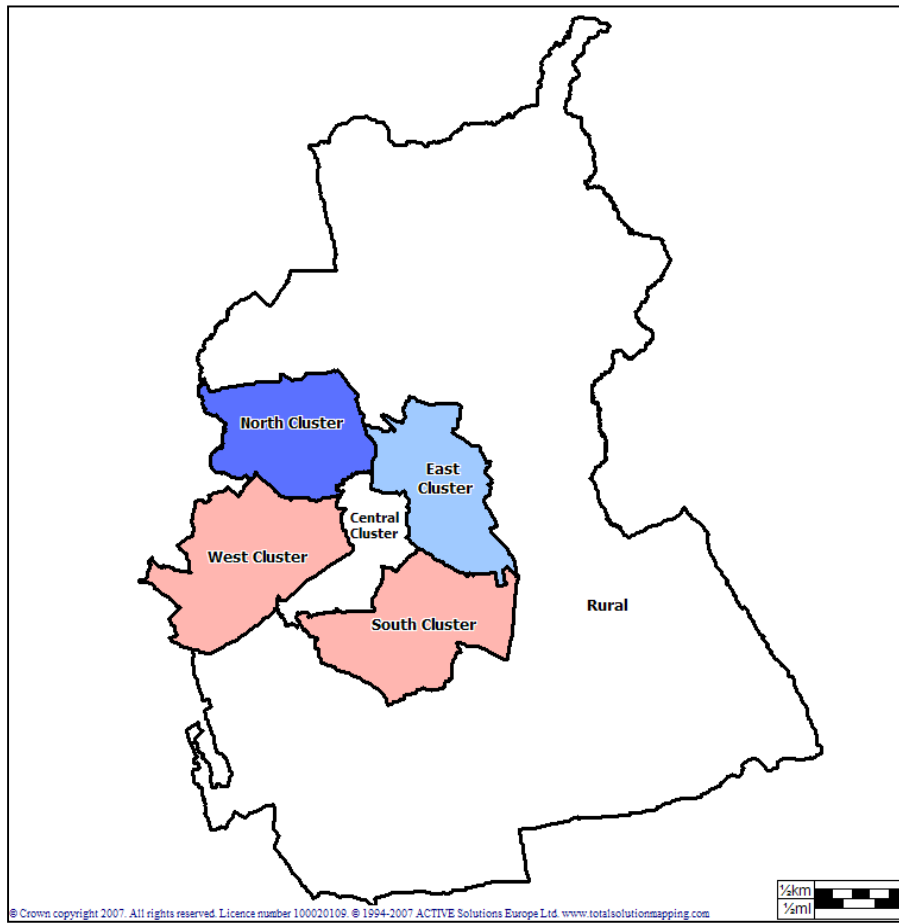 North Cluster
East
Cluster
Central
Cluster
West Cluster
Rural
South Cluster
½km
½ml
© Crown copyright 2007. All rights reserved. Licence number 100020109. © 1994-2007 ACTIVE Solutions Europe Ltd. www.totalsolutionmapping.com